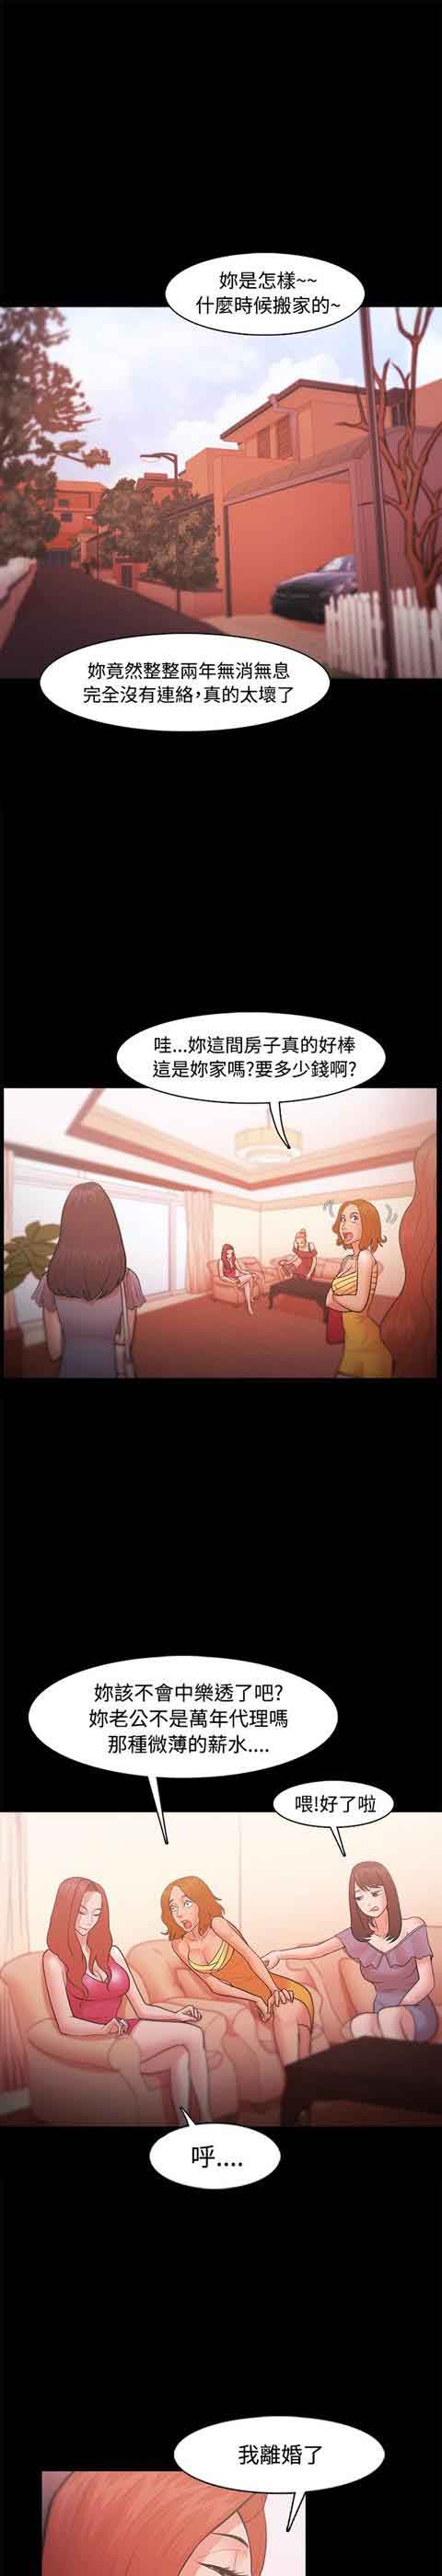 妳是怎樣~~
什麼時候搬家的~
妳竟然整整兩年無消無息
完全沒有連絡,真的太壞了
哇...妳這間房子真的好棒
這是妳家嗎?要多少錢啊?
妳該不會中樂透了吧?
妳老公不是萬年代理嗎
那種微薄的薪水....
喂!好了啦
呼....
我離婚了